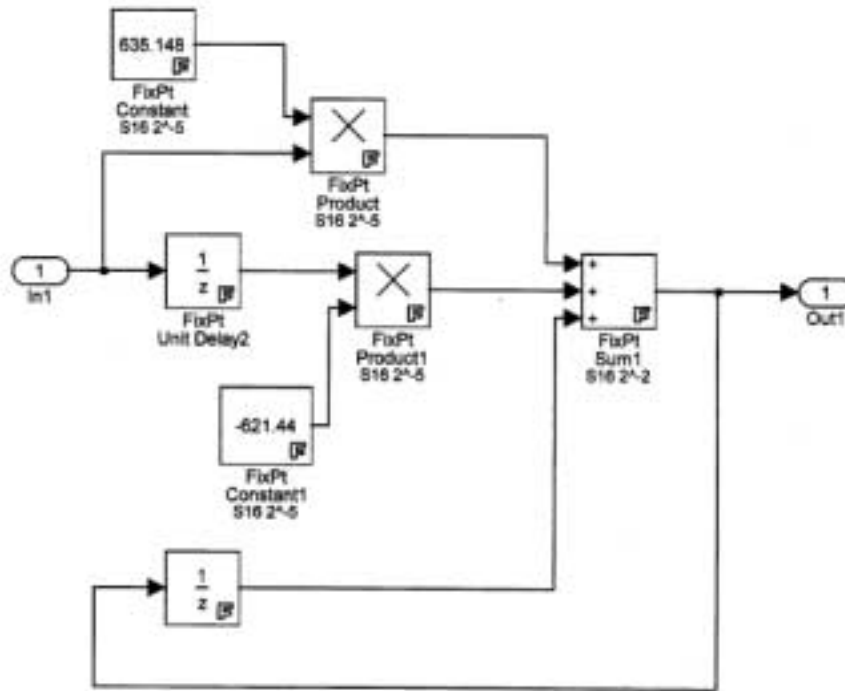 635.148
FixPt
Constant
S16 2^-5
FixPt
Product
S16 2^-5
1
In1
1
z
FixPt
Unit Delay2
FixPt
Product1
S16 2^-5
+
+
+
FixPt
Sum1
S16 2^-2
1
Out1
-621.44
FixPt
Constant1
S16 2^-5
1
z